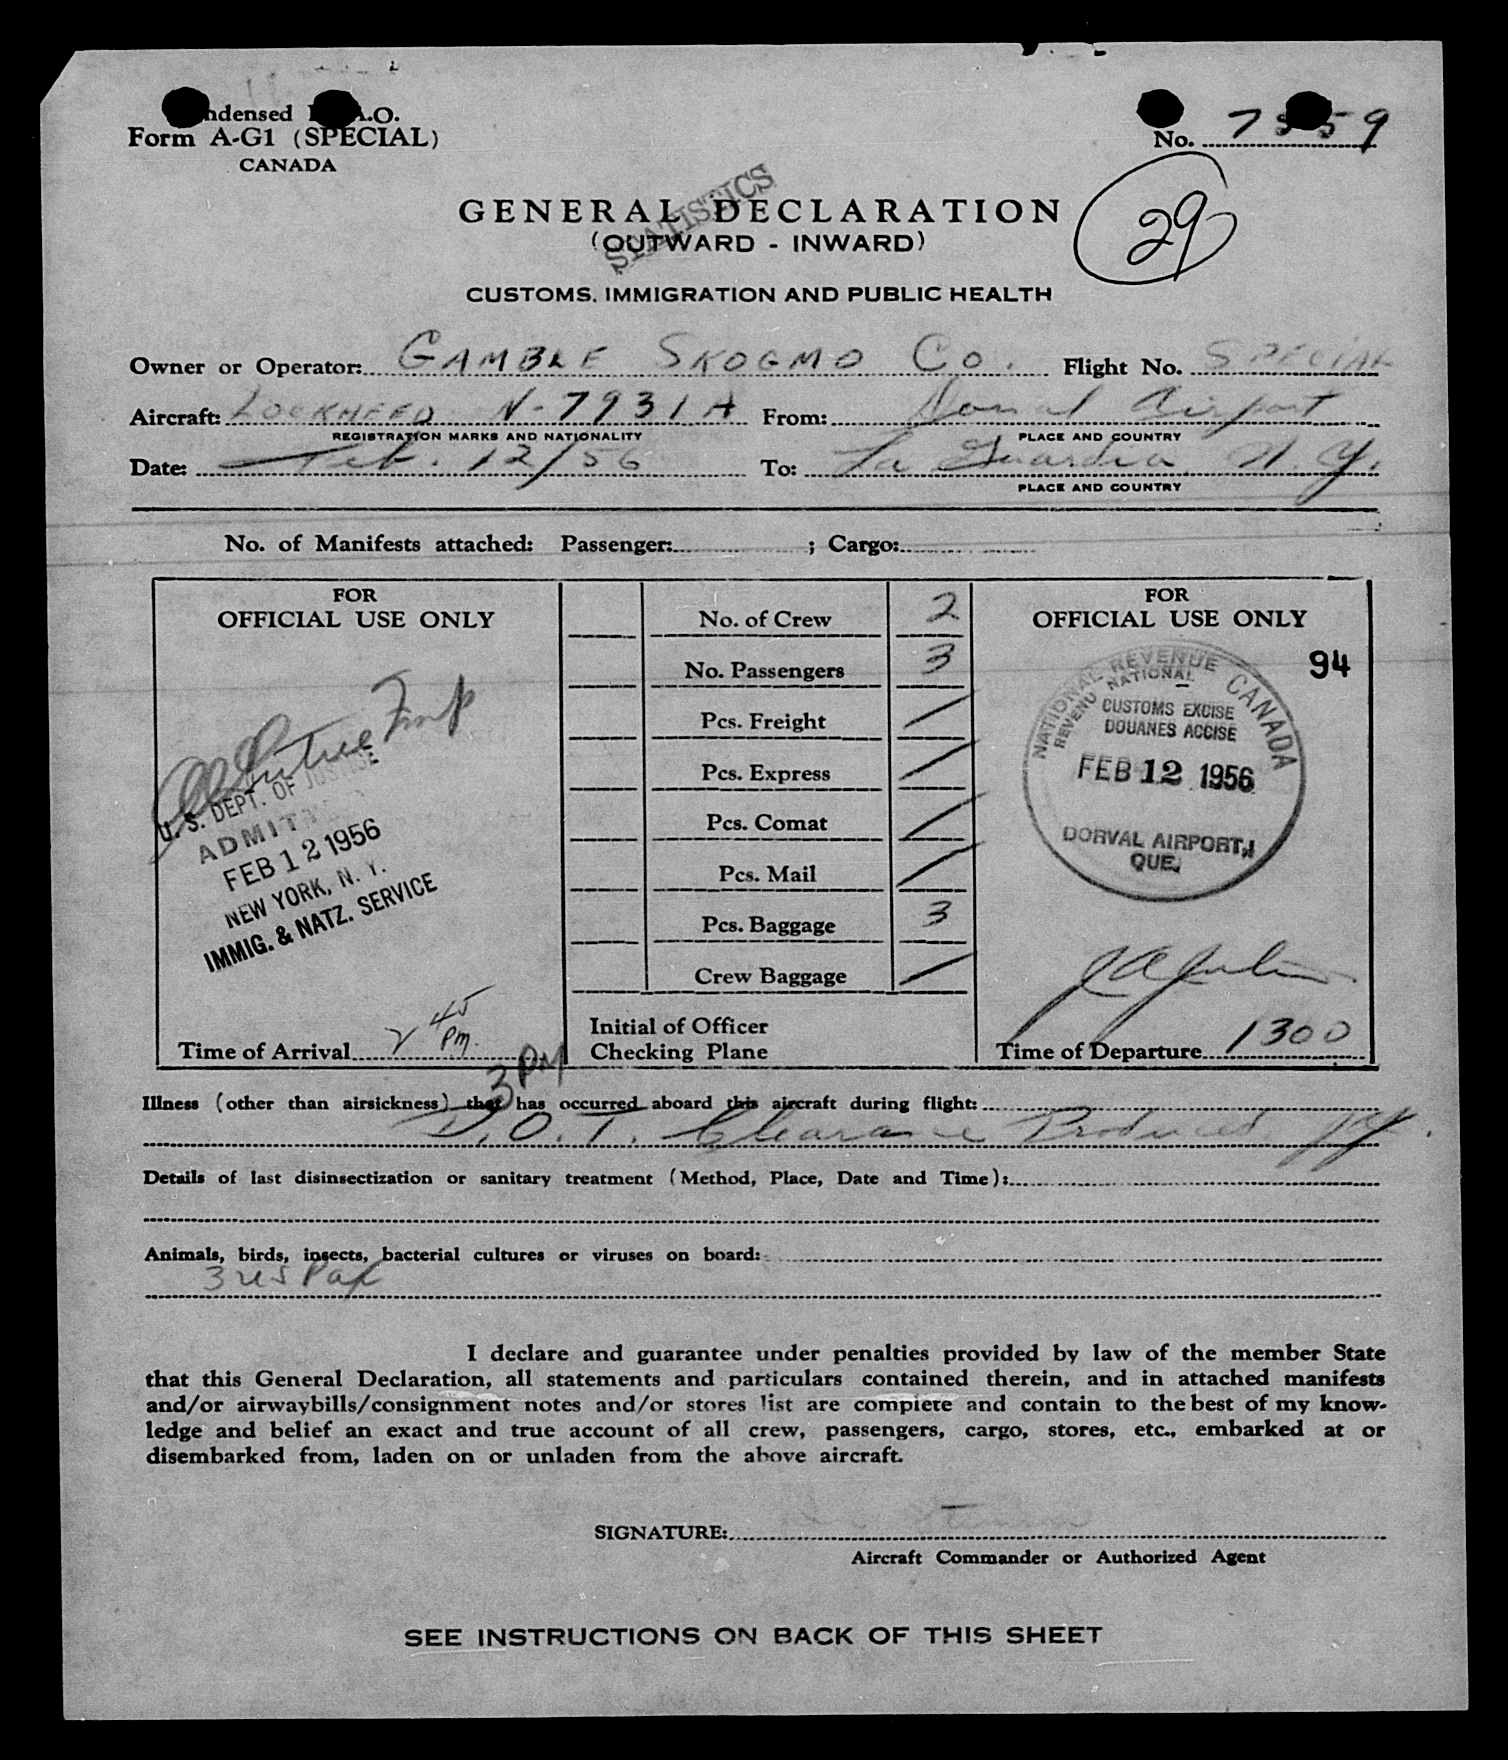 Condensed I.C.A.O.
Form A-G1 (SPECIAL)
CANADA
No. 7359
STATISTICS
GENERAL DECLARATION
(OUTWARD - INWARD)
29
CUSTOMS, IMMIGRATION AND PUBLIC HEALTH
Owner or Operator: GAMBLE SKOGMO Co. Flight No. SPECIAL
Aircraft: LOCKHEED N-7931A From: Dorval Airport
REGISTRATION MARKS AND NATIONALITY PLACE AND COUNTRY
Date: Feb. 12/56 To: La Guardia N.Y.
PLACE AND COUNTRY
No. of Manifests attached: Passenger: ; Cargo:
FOR
OFFICIAL USE ONLY
U. S. DEPT. OF JUSTICE
ADMITTED
FEB 12 1956
NEW YORK, N. Y.
IMMIG. & NATZ. SERVICE
Time of Arrival 2 45 Pm.
3 PM
No. of Crew 2
No. Passengers 3
Pcs. Freight /
Pcs. Express /
Pcs. Comat /
Pcs. Mail /
Pcs. Baggage 3
Crew Baggage /
Initial of Officer
Checking Plane
FOR
OFFICIAL USE ONLY
94
NATIONAL REVENUE CANADA
REVENU NATIONAL
CUSTOMS EXCISE
DOUANES ACCISE
FEB 12 1956
DORVAL AIRPORT,
QUE.
Time of Departure 1300
Illness (other than airsickness) that has occurred aboard this aircraft during flight:
D.O.T. Clearance Produced
Details of last disinsectization or sanitary treatment (Method, Place, Date and Time):
Animals, birds, insects, bacterial cultures or viruses on board:
3 US Pax
I declare and guarantee under penalties provided by law of the member State
that this General Declaration, all statements and particulars contained therein, and in attached manifests
and/or airwaybills/consignment notes and/or stores list are complete and contain to the best of my know-
ledge and belief an exact and true account of all crew, passengers, cargo, stores, etc., embarked at or
disembarked from, laden on or unladen from the above aircraft.
SIGNATURE:
Aircraft Commander or Authorized Agent
SEE INSTRUCTIONS ON BACK OF THIS SHEET